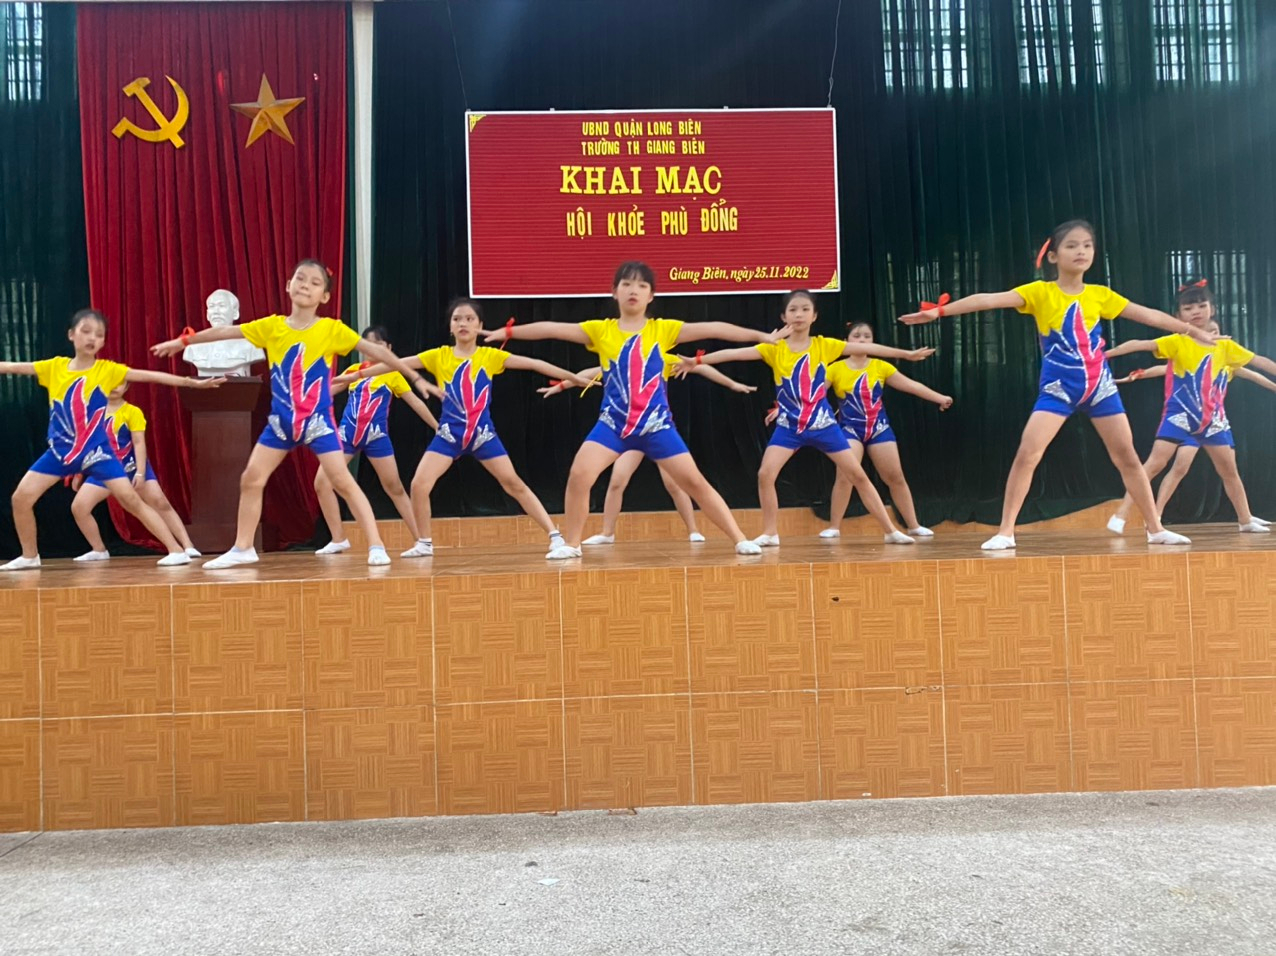 UBND QUẬN LONG BIÊN
TRƯỜNG TH GIANG BIÊN
KHAI MẠC
HỘI KHỎE PHÙ ĐỔNG
Giang Biên, ngày 25.11.2022